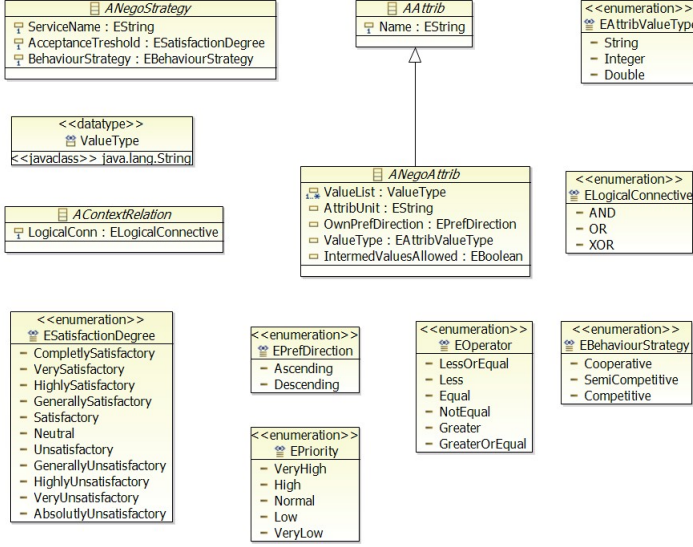 ANegoStrategy
ServiceName : EString
AcceptanceTreshold : ESatisfactionDegree
BehaviourStrategy : EBehaviourStrategy
AAttrib
1 Name : EString
<<enumeration>>
EAttribValueType
String
Integer
Double
<<datatype>>
ValueType
<<javaclass>> java.lang.String
ANegoAttrib
1..* ValueList : ValueType
AttribUnit : EString
OwnPrefDirection : EPrefDirection
ValueType : EAttribValueType
IntermedValuesAllowed : EBoolean
<<enumeration>>
ELogicalConnective
AND
OR
XOR
AContextRelation
1 LogicalConn : ELogicalConnective
<<enumeration>>
ESatisfactionDegree
CompletlySatisfactory
VerySatisfactory
HighlySatisfactory
GenerallySatisfactory
Satisfactory
Neutral
Unsatisfactory
GenerallyUnsatisfactory
HighlyUnsatisfactory
VeryUnsatisfactory
AbsolutlyUnsatisfactory
<<enumeration>>
EPrefDirection
Ascending
Descending
<<enumeration>>
EOperator
LessOrEqual
Less
Equal
NotEqual
Greater
GreaterOrEqual
<<enumeration>>
EBehaviourStrategy
Cooperative
SemiCompetitive
Competitive
<<enumeration>>
EPriority
VeryHigh
High
Normal
Low
VeryLow